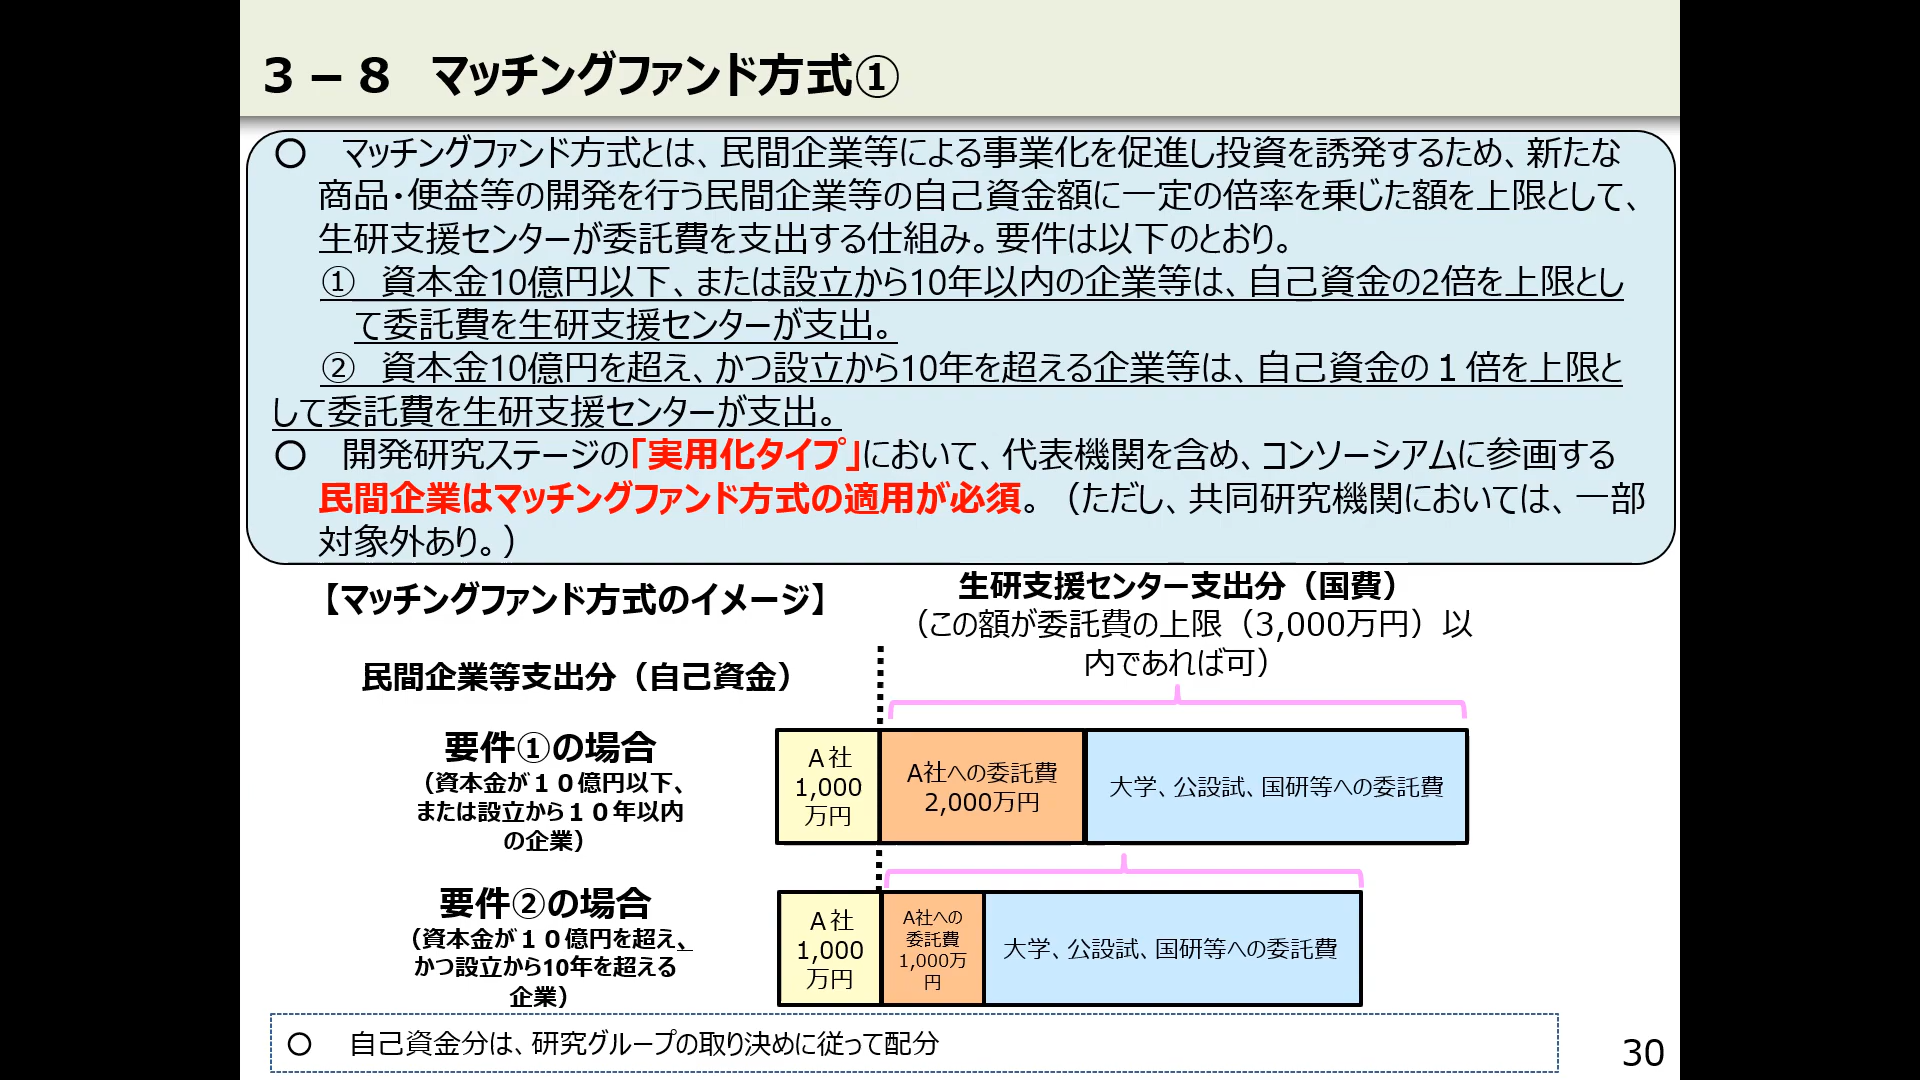 ３－８　マッチングファンド方式①
○　マッチングファンド方式とは、民間企業等による事業化を促進し投資を誘発するため、新たな
商品・便益等の開発を行う民間企業等の自己資金額に一定の倍率を乗じた額を上限として、
生研支援センターが委託費を支出する仕組み。要件は以下のとおり。
①　資本金10億円以下、または設立から10年以内の企業等は、自己資金の2倍を上限とし
て委託費を生研支援センターが支出。
②　資本金10億円を超え、かつ設立から10年を超える企業等は、自己資金の１倍を上限と
して委託費を生研支援センターが支出。
○　開発研究ステージの「実用化タイプ」において、代表機関を含め、コンソーシアムに参画する
民間企業はマッチングファンド方式の適用が必須。（ただし、共同研究機関においては、一部
対象外あり。）
【マッチングファンド方式のイメージ】
生研支援センター支出分（国費）
（この額が委託費の上限（3,000万円）以
内であれば可）
民間企業等支出分（自己資金）
要件①の場合
（資本金が１０億円以下、
または設立から１０年以内
の企業）
Ａ社
1,000
万円
A社への委託費
2,000万円
大学、公設試、国研等への委託費
要件②の場合
（資本金が１０億円を超え、
かつ設立から10年を超える
企業）
Ａ社
1,000
万円
A社への
委託費
1,000万
円
大学、公設試、国研等への委託費
○　自己資金分は、研究グループの取り決めに従って配分
30